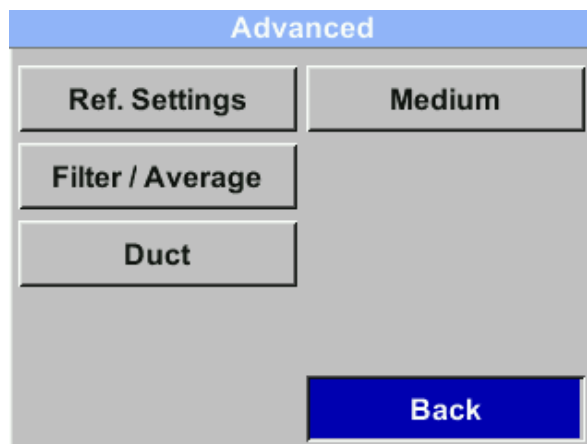 Advanced
Ref. Settings
Medium
Filter / Average
Duct
Back